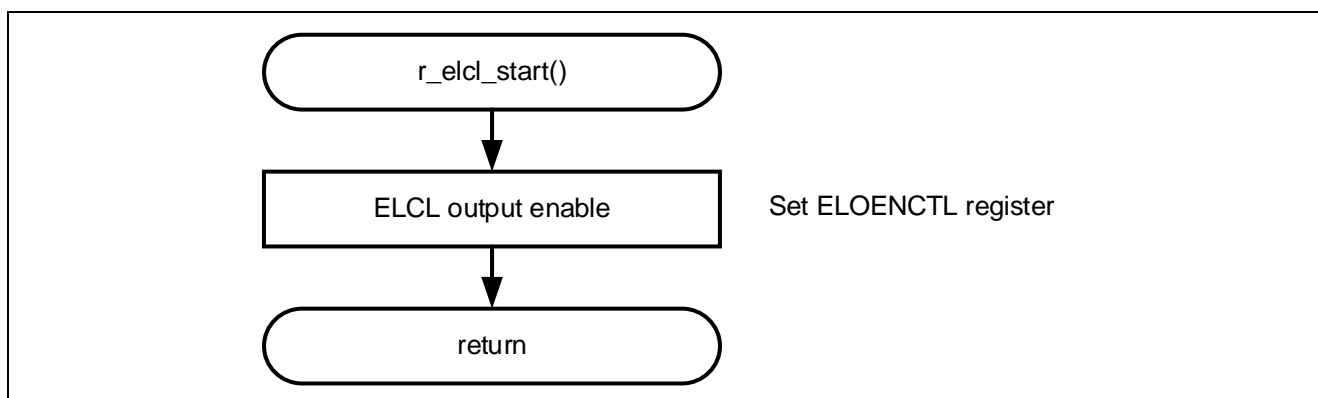 r_elcl_start()
ELCL output enable
Set ELOENCTL register
return